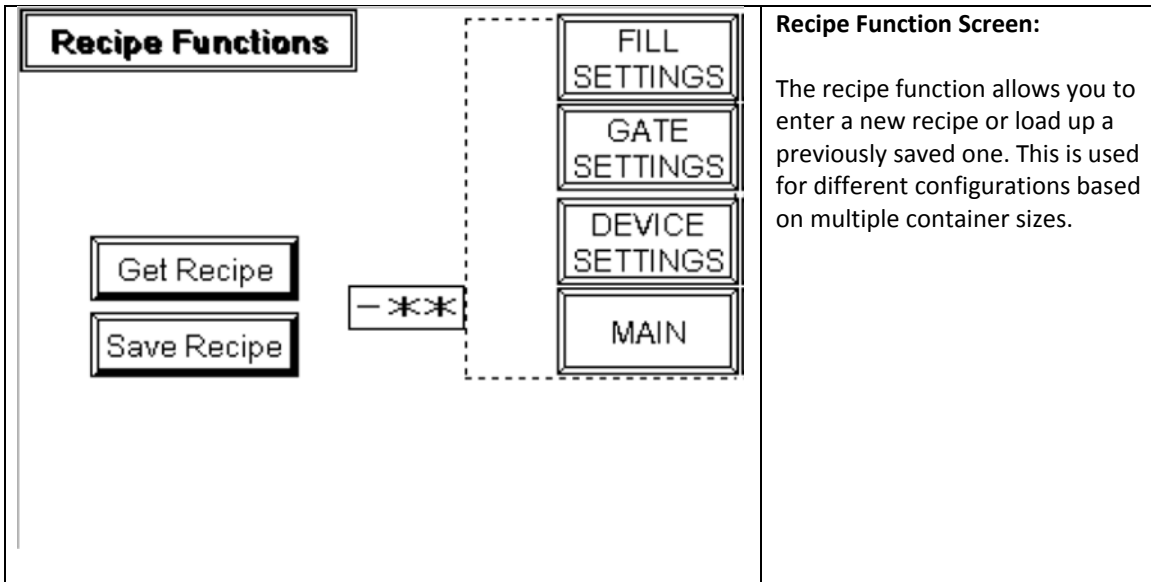 Recipe Functions
FILL
SETTINGS
GATE
SETTINGS
DEVICE
SETTINGS
MAIN
Get Recipe
Save Recipe
-**
Recipe Function Screen:
The recipe function allows you to
enter a new recipe or load up a
previously saved one. This is used
for different configurations based
on multiple container sizes.